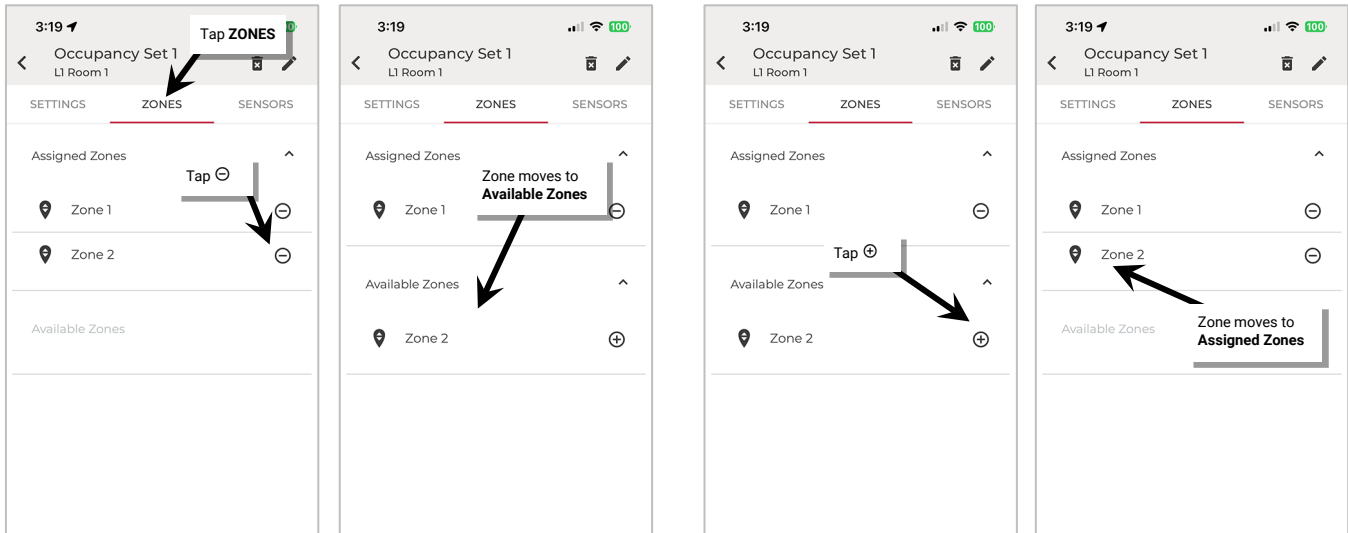 3:19
100
Tap ZONES
Occupancy Set 1
L1 Room 1
SETTINGS ZONES SENSORS
Assigned Zones
Tap ⊖
Zone 1
Zone 2
Available Zones
3:19
100
Occupancy Set 1
L1 Room 1
SETTINGS ZONES SENSORS
Assigned Zones
Zone moves to
Available Zones
Zone 1
Available Zones
Zone 2
3:19
100
Occupancy Set 1
L1 Room 1
SETTINGS ZONES SENSORS
Assigned Zones
Zone 1
Tap ⊕
Available Zones
Zone 2
3:19
100
Occupancy Set 1
L1 Room 1
SETTINGS ZONES SENSORS
Assigned Zones
Zone 1
Zone 2
Available Zones
Zone moves to
Assigned Zones